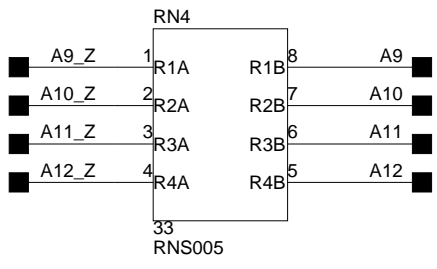 RN4
A9_Z 1 R1A R1B 8 A9
A10_Z 2 R2A R2B 7 A10
A11_Z 3 R3A R3B 6 A11
A12_Z 4 R4A R4B 5 A12
33
RNS005